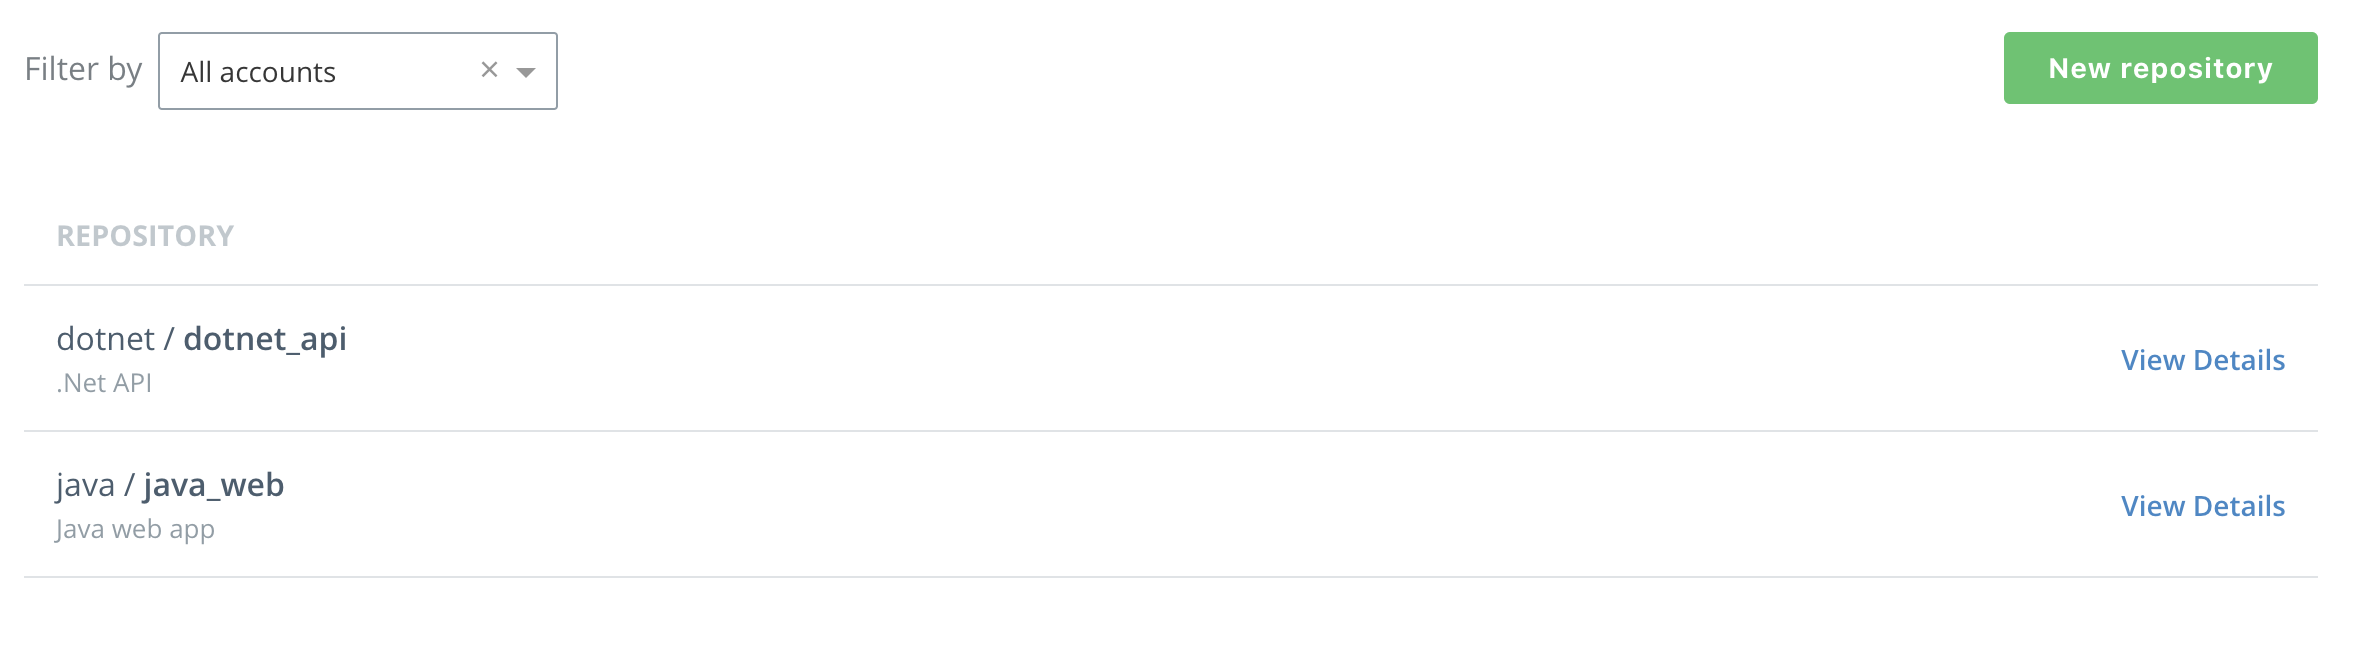 Filter by
All accounts
New repository
REPOSITORY
dotnet / dotnet_api
.Net API
View Details
java / java_web
Java web app
View Details